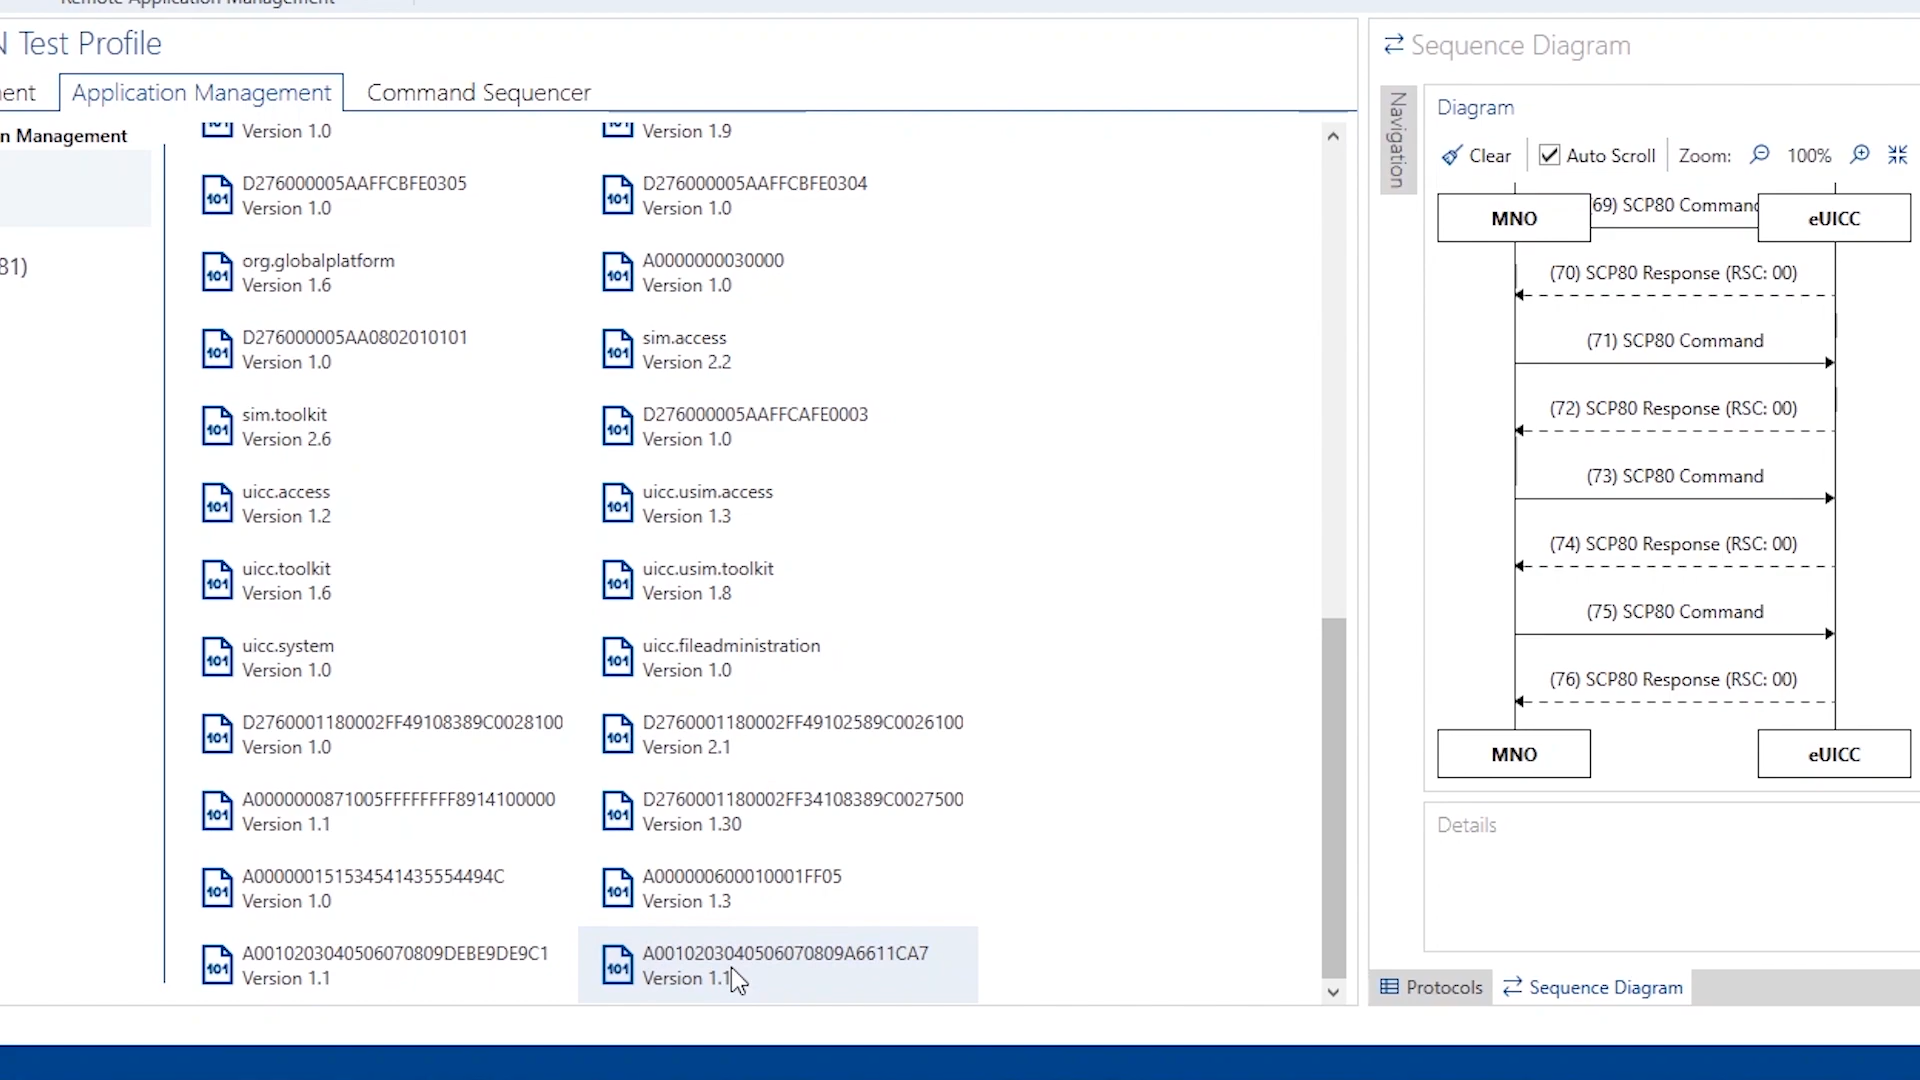 Remote Application Management
N Test Profile
ent
Application Management
Command Sequencer
n Management
81)
Version 1.0
Version 1.9
D276000005AAFFCBFE0305
Version 1.0
D276000005AAFFCBFE0304
Version 1.0
org.globalplatform
Version 1.6
A0000000030000
Version 1.0
D276000005AA0802010101
Version 1.0
sim.access
Version 2.2
sim.toolkit
Version 2.6
D276000005AAFFCAFE0003
Version 1.0
uicc.access
Version 1.2
uicc.usim.access
Version 1.3
uicc.toolkit
Version 1.6
uicc.usim.toolkit
Version 1.8
uicc.system
Version 1.0
uicc.fileadministration
Version 1.0
D2760001180002FF49108389C0028100
Version 1.0
D2760001180002FF49102589C0026100
Version 2.1
A0000000871005FFFFFFFF8914100000
Version 1.1
D2760001180002FF34108389C0027500
Version 1.30
A000000151534541435554494C
Version 1.0
A000000600010001FF05
Version 1.3
A0010203040506070809DEBE9DE9C1
Version 1.1
A0010203040506070809A6611CA7
Version 1.1
Sequence Diagram
Navigation
Diagram
Clear
Auto Scroll
Zoom:
100%
MNO
69) SCP80 Command
eUICC
(70) SCP80 Response (RSC: 00)
(71) SCP80 Command
(72) SCP80 Response (RSC: 00)
(73) SCP80 Command
(74) SCP80 Response (RSC: 00)
(75) SCP80 Command
(76) SCP80 Response (RSC: 00)
MNO
eUICC
Details
Protocols
Sequence Diagram